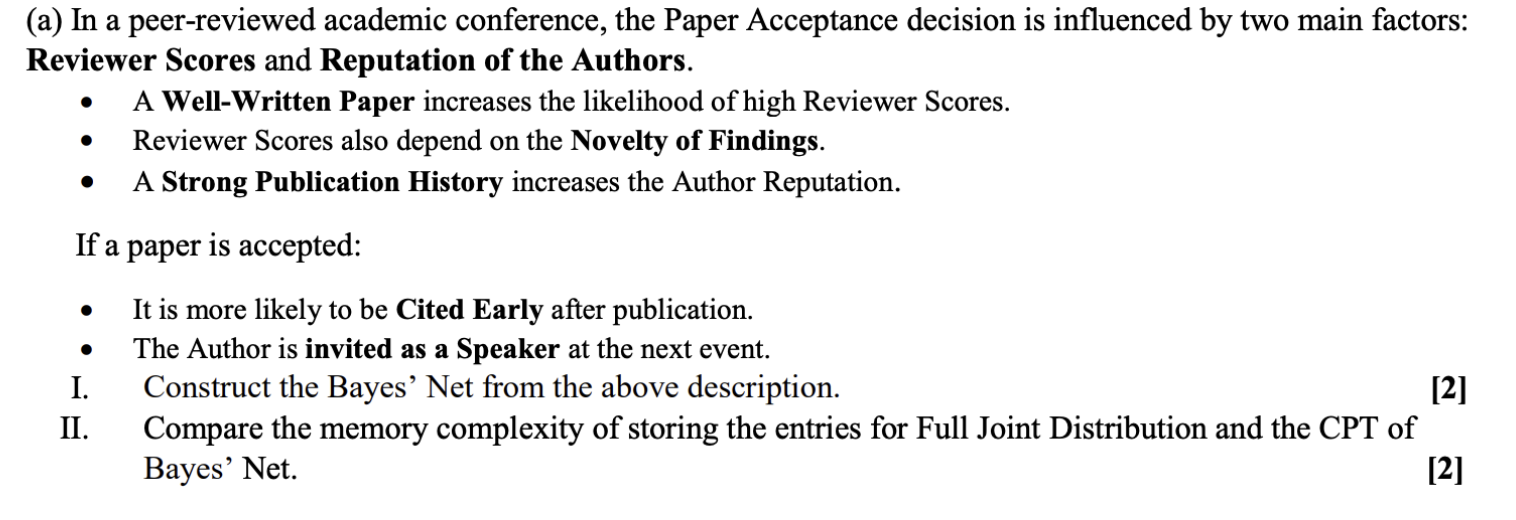 (a) In a peer-reviewed academic conference, the Paper Acceptance decision is influenced by two main factors:
Reviewer Scores and Reputation of the Authors.
• A Well-Written Paper increases the likelihood of high Reviewer Scores.
• Reviewer Scores also depend on the Novelty of Findings.
• A Strong Publication History increases the Author Reputation.
If a paper is accepted:
• It is more likely to be Cited Early after publication.
• The Author is invited as a Speaker at the next event.
I. Construct the Bayes’ Net from the above description. [2]
II. Compare the memory complexity of storing the entries for Full Joint Distribution and the CPT of
Bayes’ Net. [2]